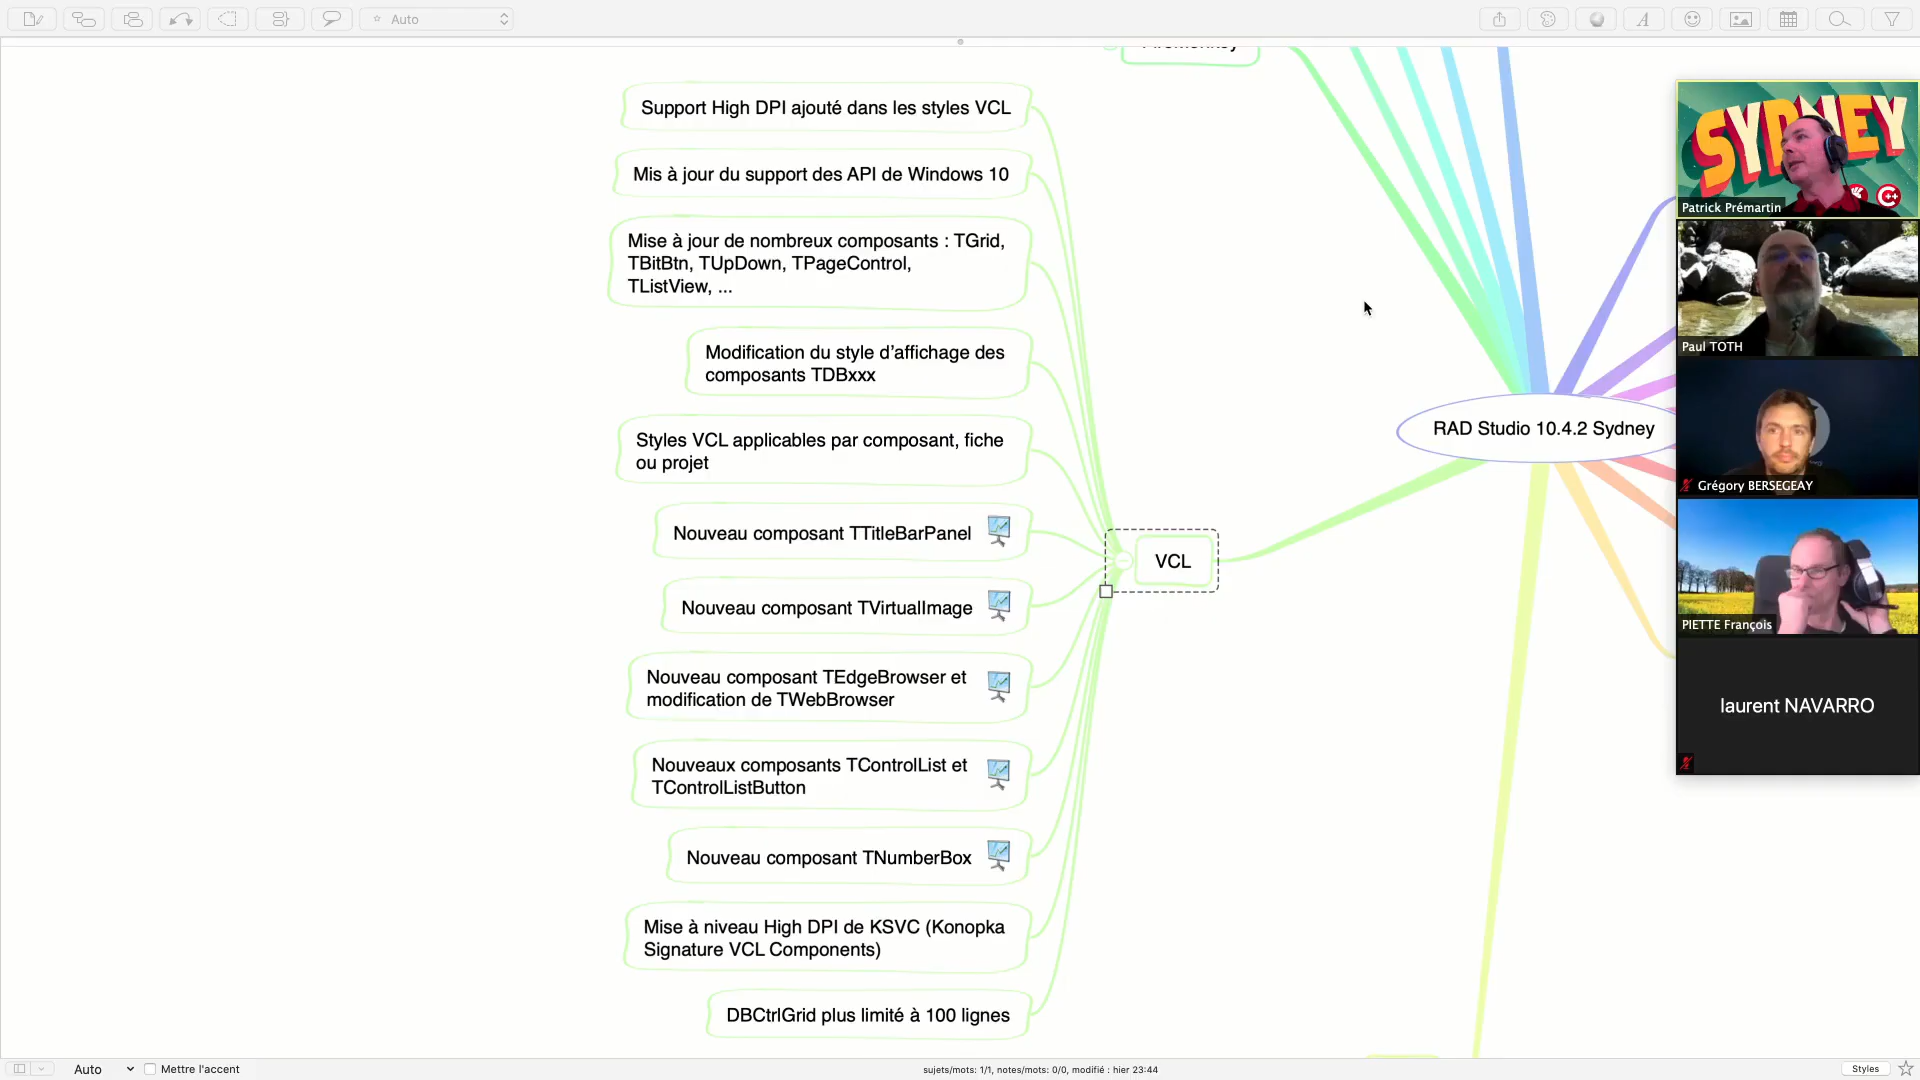 Auto
Support High DPI ajouté dans les styles VCL
Mis à jour du support des API de Windows 10
Mise à jour de nombreux composants : TGrid,
TBitBtn, TUpDown, TPageControl,
TListView, ...
Modification du style d’affichage des
composants TDBxxx
Styles VCL applicables par composant, fiche
ou projet
Nouveau composant TTitleBarPanel
Nouveau composant TVirtualImage
Nouveau composant TEdgeBrowser et
modification de TWebBrowser
Nouveaux composants TControlList et
TControlListButton
Nouveau composant TNumberBox
Mise à niveau High DPI de KSVC (Konopka
Signature VCL Components)
DBCtrlGrid plus limité à 100 lignes
VCL
RAD Studio 10.4.2 Sydney
SYDNEY
Patrick Prémartin
Paul TOTH
Grégory BERSEGEAY
PIETTE François
laurent NAVARRO
Auto
Mettre l'accent
sujets/mots: 1/1, notes/mots: 0/0, modifié : hier 23:44
Styles